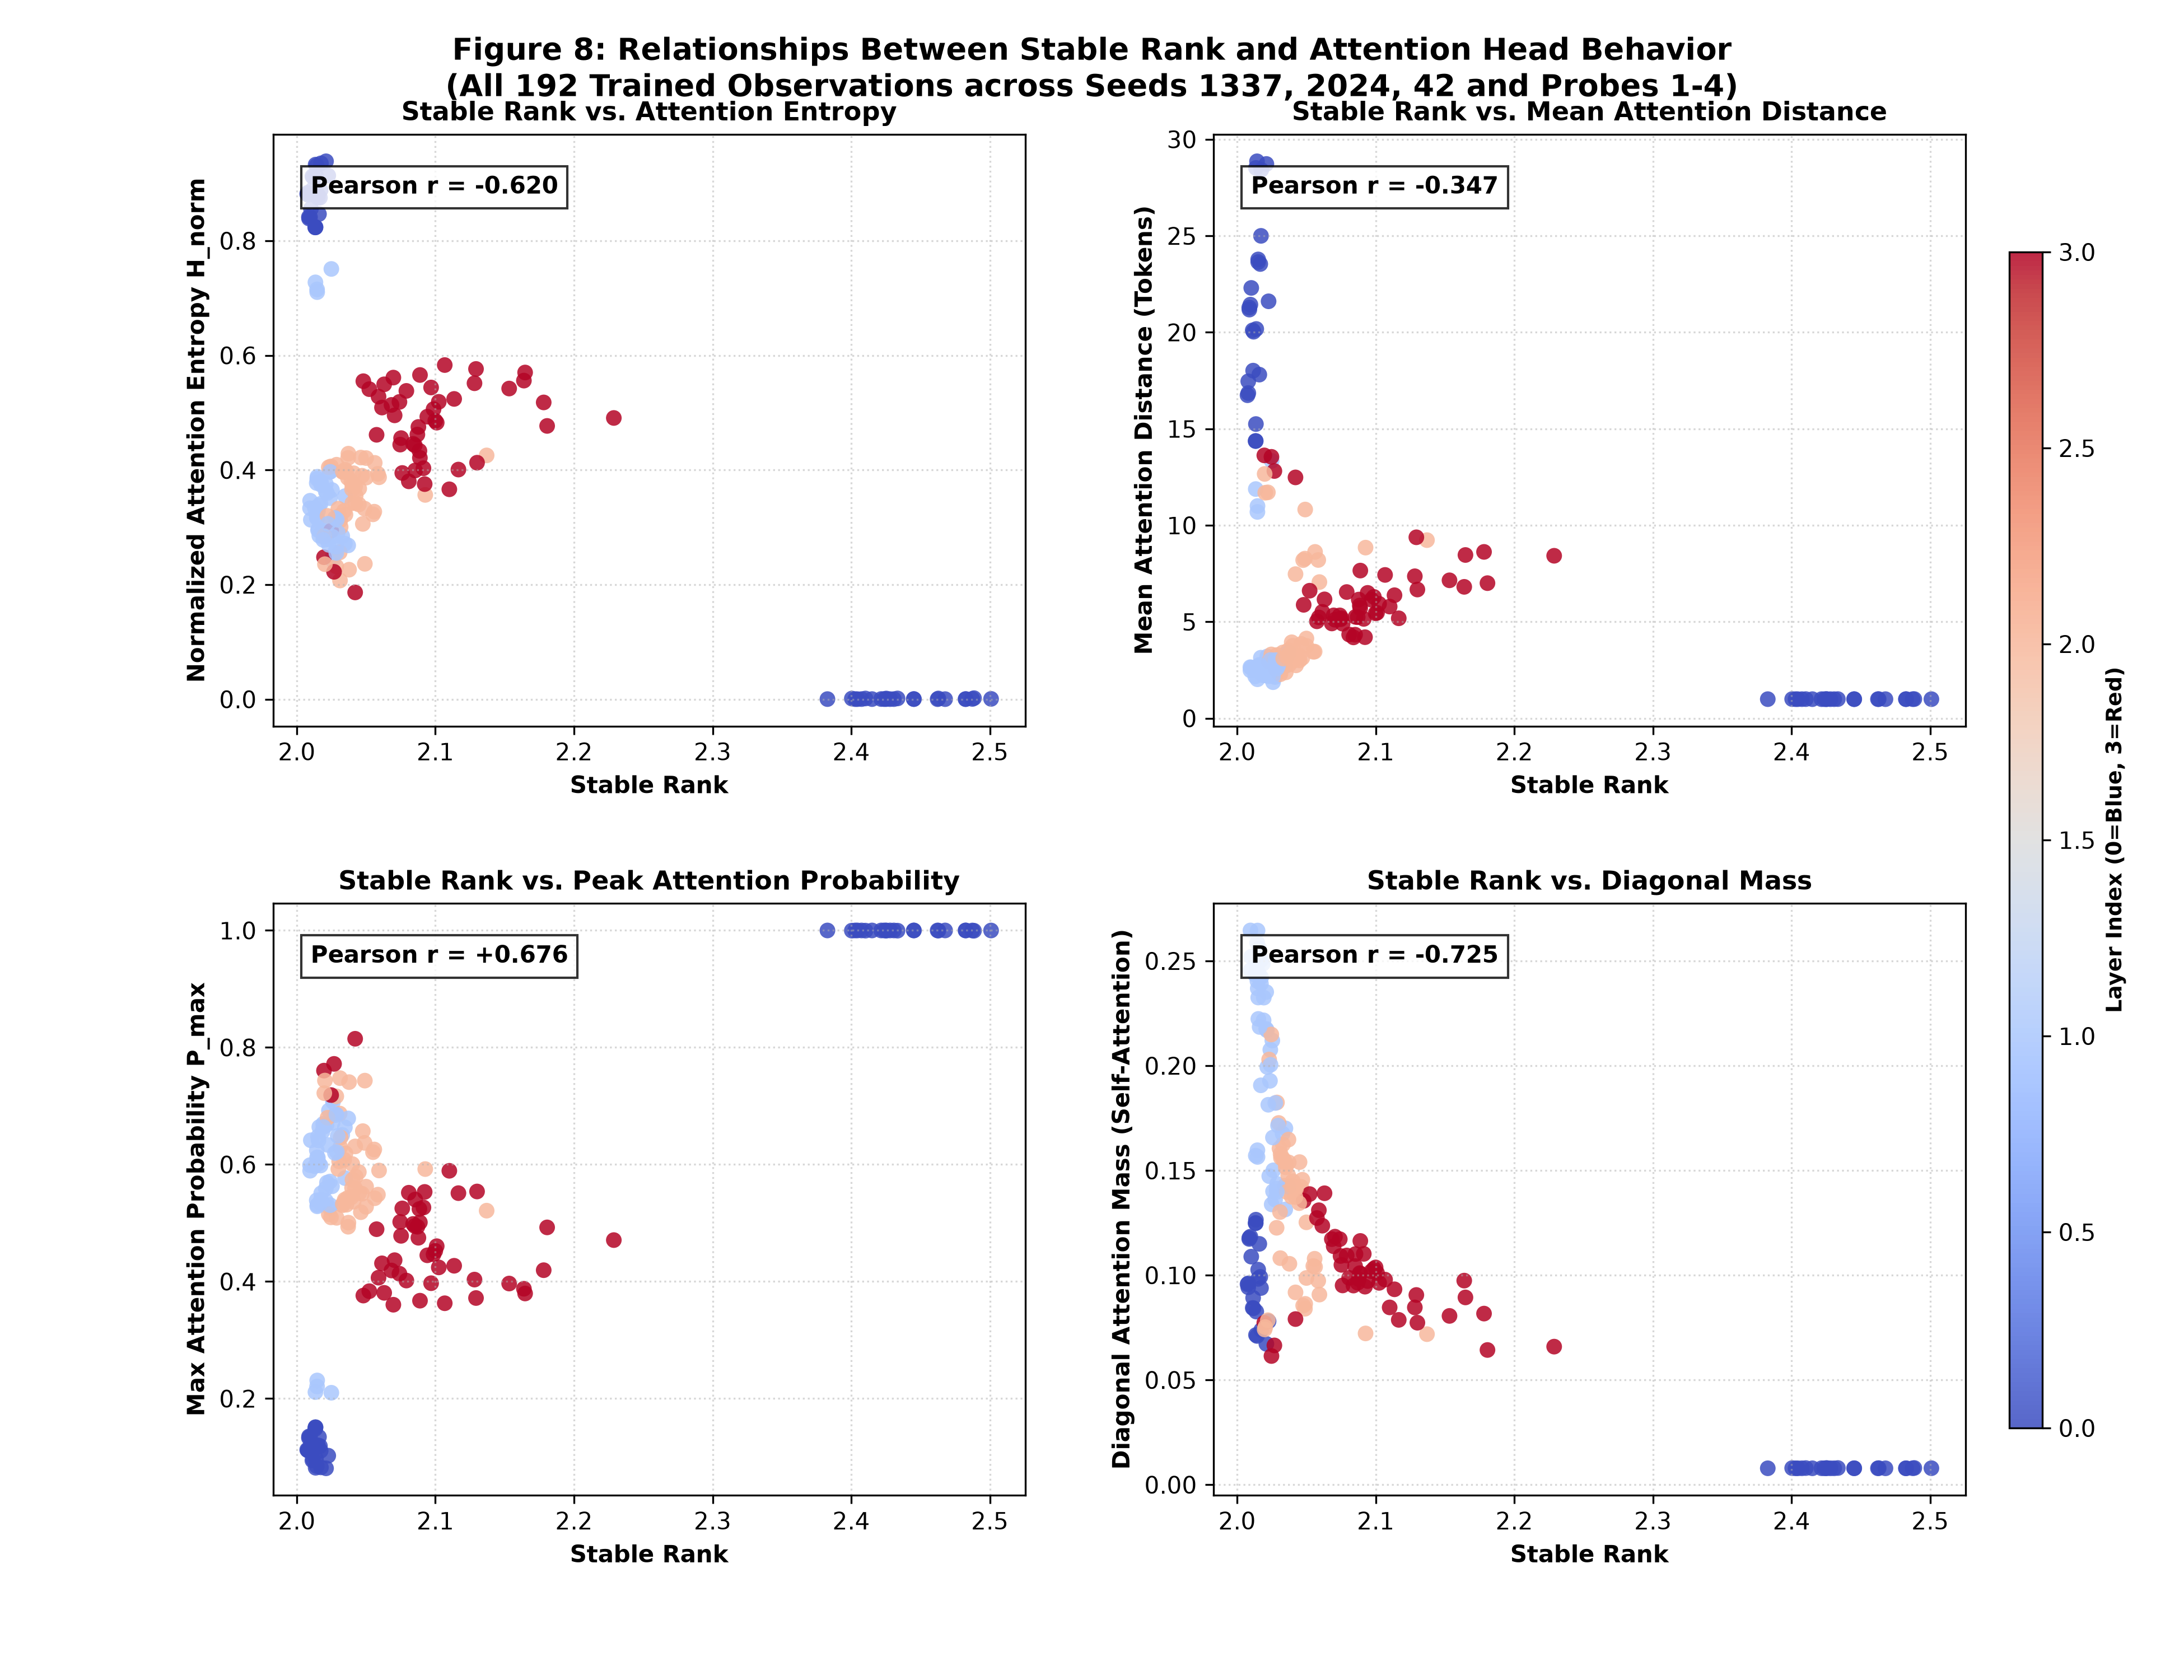 Figure 8: Relationships Between Stable Rank and Attention Head Behavior
(All 192 Trained Observations across Seeds 1337, 2024, 42 and Probes 1-4)
Stable Rank vs. Attention Entropy
Pearson r = -0.620
Normalized Attention Entropy H_norm
0.8
0.6
0.4
0.2
0.0
2.0 2.1 2.2 2.3 2.4 2.5
Stable Rank
Stable Rank vs. Mean Attention Distance
Pearson r = -0.347
Mean Attention Distance (Tokens)
30
25
20
15
10
5
0
2.0 2.1 2.2 2.3 2.4 2.5
Stable Rank
Stable Rank vs. Peak Attention Probability
Pearson r = +0.676
Max Attention Probability P_max
1.0
0.8
0.6
0.4
0.2
2.0 2.1 2.2 2.3 2.4 2.5
Stable Rank
Stable Rank vs. Diagonal Mass
Pearson r = -0.725
Diagonal Attention Mass (Self-Attention)
0.25
0.20
0.15
0.10
0.05
0.00
2.0 2.1 2.2 2.3 2.4 2.5
Stable Rank
3.0
2.5
2.0
1.5
1.0
0.5
0.0
Layer Index (0=Blue, 3=Red)